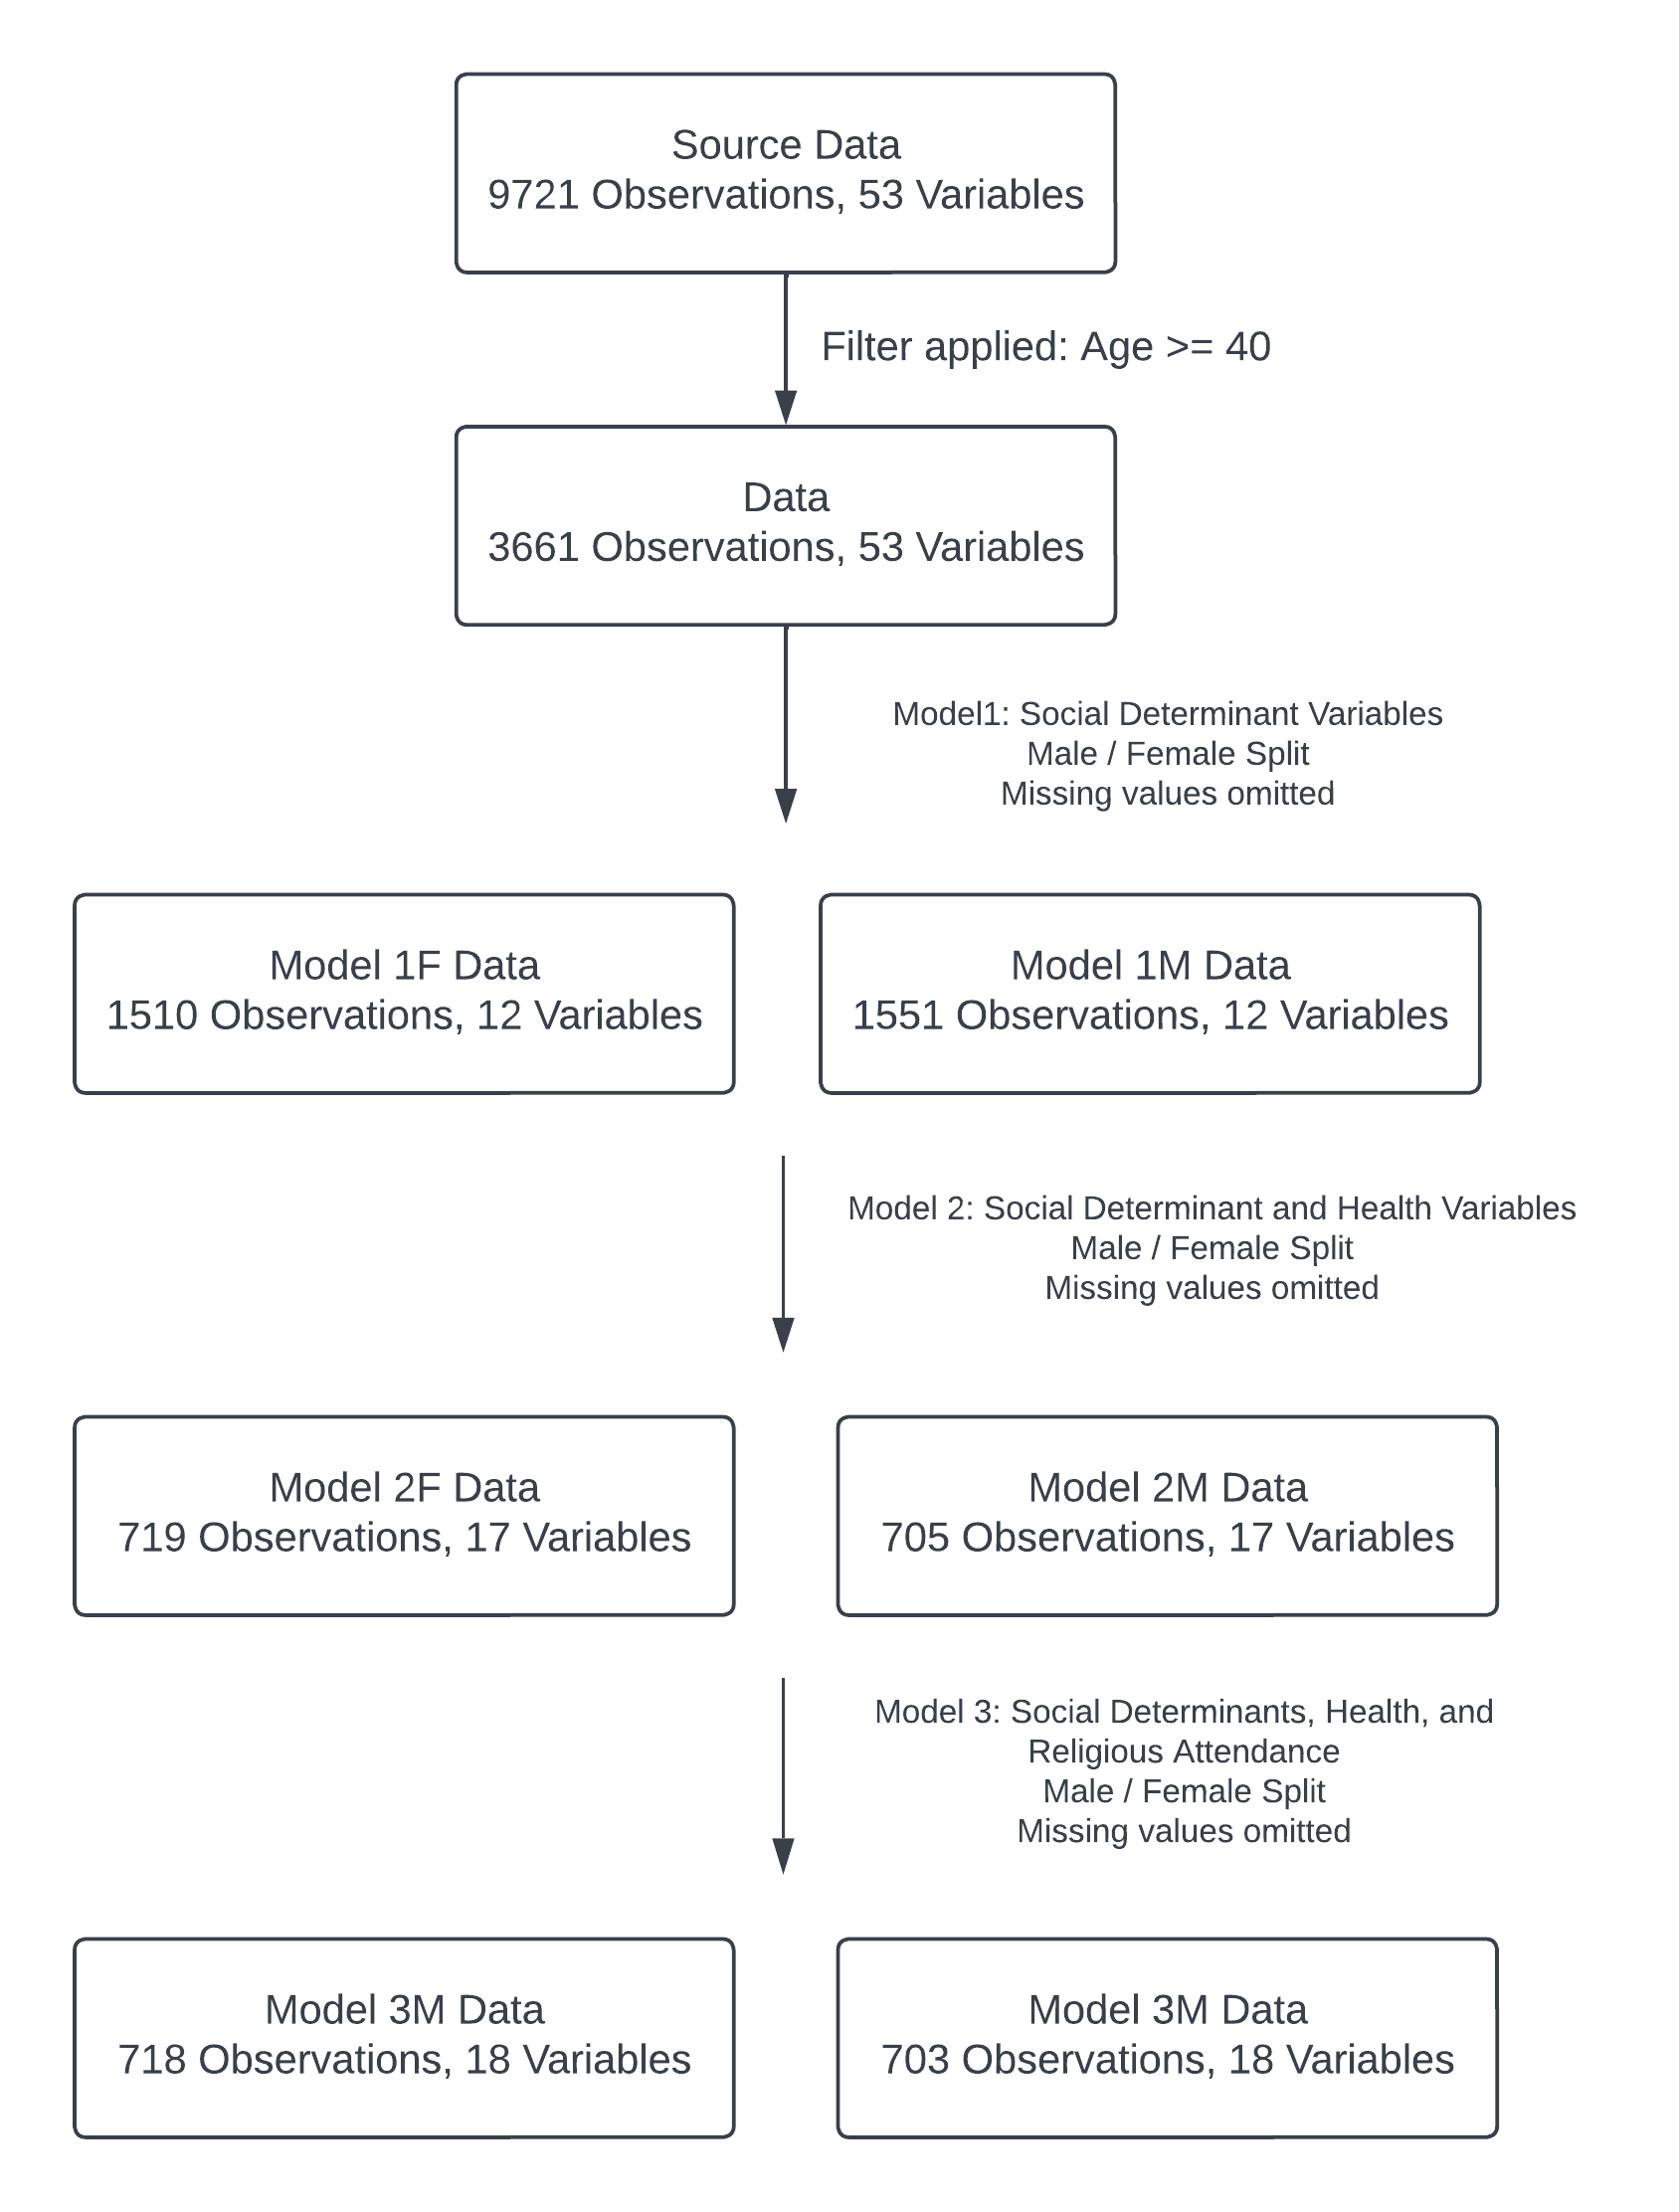 Source Data
9721 Observations, 53 Variables
Filter applied: Age >= 40
Data
3661 Observations, 53 Variables
Model1: Social Determinant Variables
Male / Female Split
Missing values omitted
Model 1F Data
1510 Observations, 12 Variables
Model 1M Data
1551 Observations, 12 Variables
Model 2: Social Determinant and Health Variables
Male / Female Split
Missing values omitted
Model 2F Data
719 Observations, 17 Variables
Model 2M Data
705 Observations, 17 Variables
Model 3: Social Determinants, Health, and
Religious Attendance
Male / Female Split
Missing values omitted
Model 3M Data
718 Observations, 18 Variables
Model 3M Data
703 Observations, 18 Variables